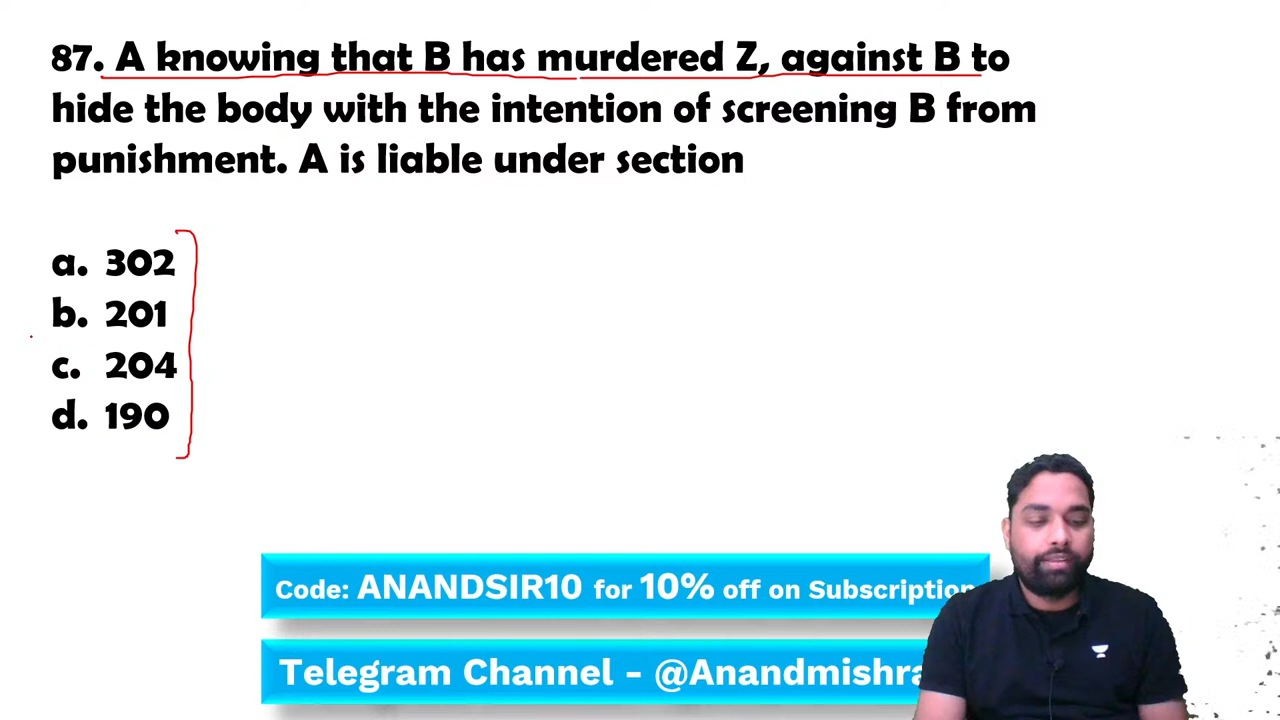 87. A knowing that B has murdered Z, against B to
hide the body with the intention of screening B from
punishment. A is liable under section
a. 302
b. 201
c. 204
d. 190
Code: ANANDSIR10 for 10% off on Subscription
Telegram Channel - @Anandmishra